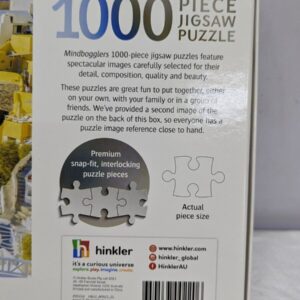 1000 PIECE
JIGSAW
PUZZLE
Mindbogglers 1000-piece jigsaw puzzles feature
spectacular images carefully selected for their
detail, composition, quality and beauty.
These puzzles are great fun to put together, either
on your own, with your family or in a group of
friends. We've provided a second image of the
puzzle on the back of this box, so everyone has a
puzzle image reference close to hand.
Premium
snap-fit, interlocking
puzzle pieces
Actual
piece size
hinkler
it's a curious universe
explore. play. imagine. create.
www.hinkler.com
hinkler_global
HinklerAU